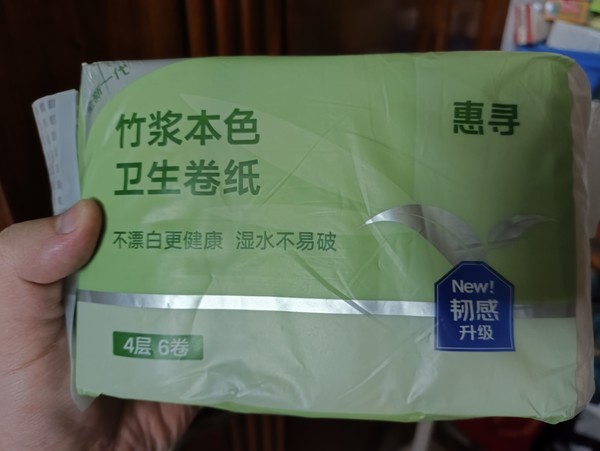 竹浆本色
卫生卷纸
惠寻
不漂白更健康 湿水不易破
New!
韧感
升级
4层 6卷